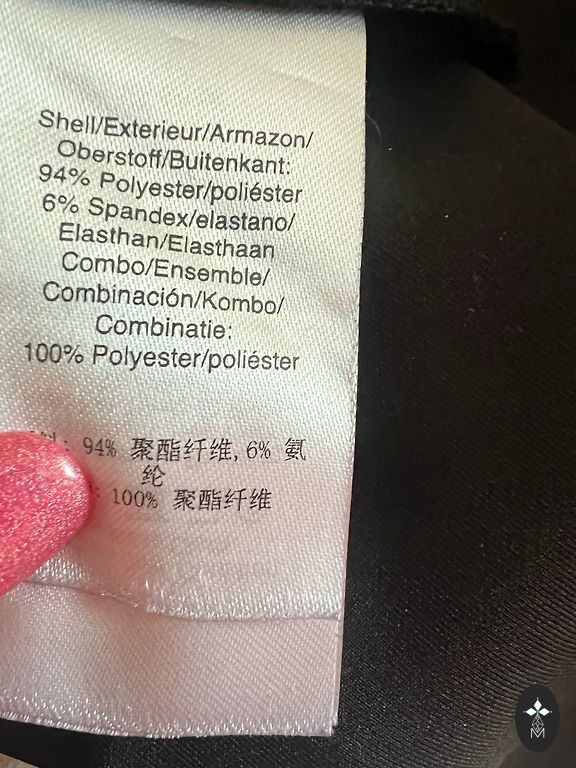 Shell/Exterieur/Armazon/
Oberstoff/Buitenkant:
94% Polyester/poliéster
6% Spandex/elastano/
Elasthan/Elasthaan
Combo/Ensemble/
Combinación/Kombo/
Combinatie:
100% Polyester/poliéster
94% 聚酯纤维, 6% 氨
纶
100% 聚酯纤维
M